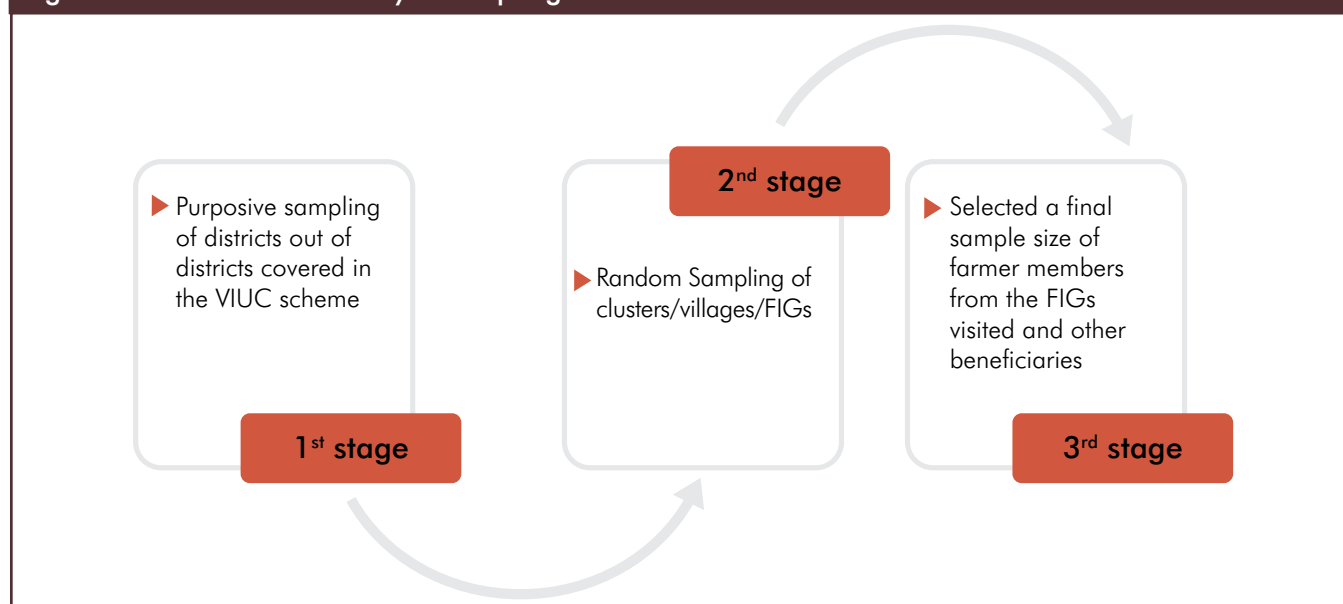 Purposive sampling
of districts out of
districts covered in
the VIUC scheme
1st stage
2nd stage
Random Sampling of
clusters/villages/FIGs
Selected a final
sample size of
farmer members
from the FIGs
visited and other
beneficiaries
3rd stage